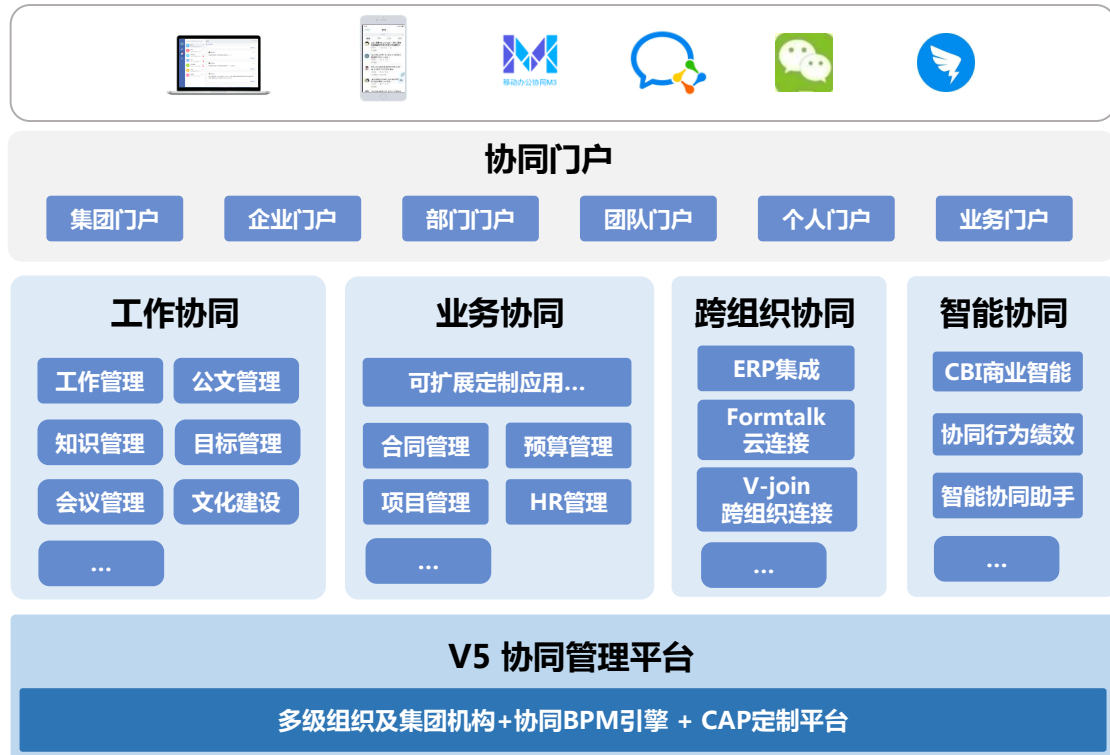 移动办公协同M3
协同门户
集团门户
企业门户
部门门户
团队门户
个人门户
业务门户
工作协同
工作管理
公文管理
知识管理
目标管理
会议管理
文化建设
...
业务协同
可扩展定制应用...
合同管理
预算管理
项目管理
HR管理
...
跨组织协同
ERP集成
Formtalk
云连接
V-join
跨组织连接
...
智能协同
CBI商业智能
协同行为绩效
智能协同助手
...
V5 协同管理平台
多级组织及集团机构+协同BPM引擎 + CAP定制平台